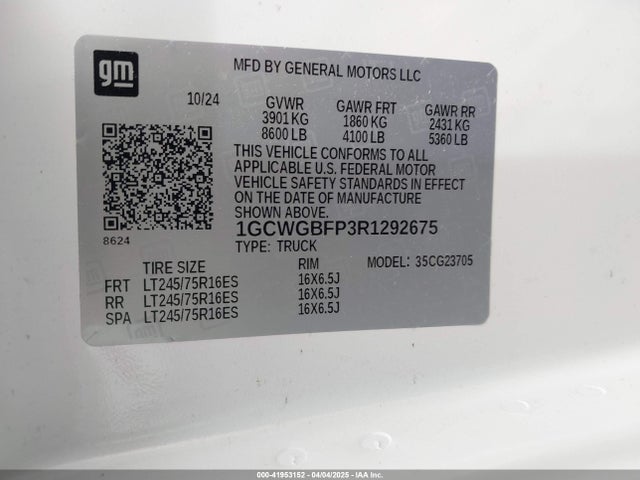 gm
MFD BY GENERAL MOTORS LLC
10/24 GVWR GAWR FRT GAWR RR
3901 KG 1860 KG 2431 KG
8600 LB 4100 LB 5360 LB
THIS VEHICLE CONFORMS TO ALL
APPLICABLE U.S. FEDERAL MOTOR
VEHICLE SAFETY STANDARDS IN EFFECT
ON THE DATE OF MANUFACTURE
SHOWN ABOVE.
1GCWGBFP3R1292675
8624
TYPE: TRUCK
TIRE SIZE RIM MODEL: 35CG23705
FRT LT245/75R16ES 16X6.5J
RR LT245/75R16ES 16X6.5J
SPA LT245/75R16ES 16X6.5J
000-41953152 - 04/04/2025 - Copyright © IAA Holdings, LLC